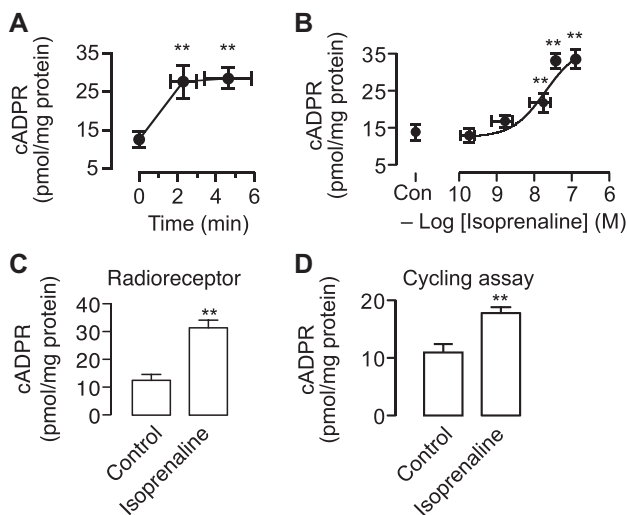 A
cADPR
(pmol/mg protein)
35
25
15
5
** **
0 2 4 6
Time (min)
B
cADPR
(pmol/mg protein)
35
25
15
5
** ** **
Con 10 9 8 7 6
– Log [Isoprenaline] (M)
C
Radioreceptor
cADPR
(pmol/mg protein)
40
30
20
10
0
**
Control
Isoprenaline
D
Cycling assay
cADPR
(pmol/mg protein)
20
10
0
**
Control
Isoprenaline